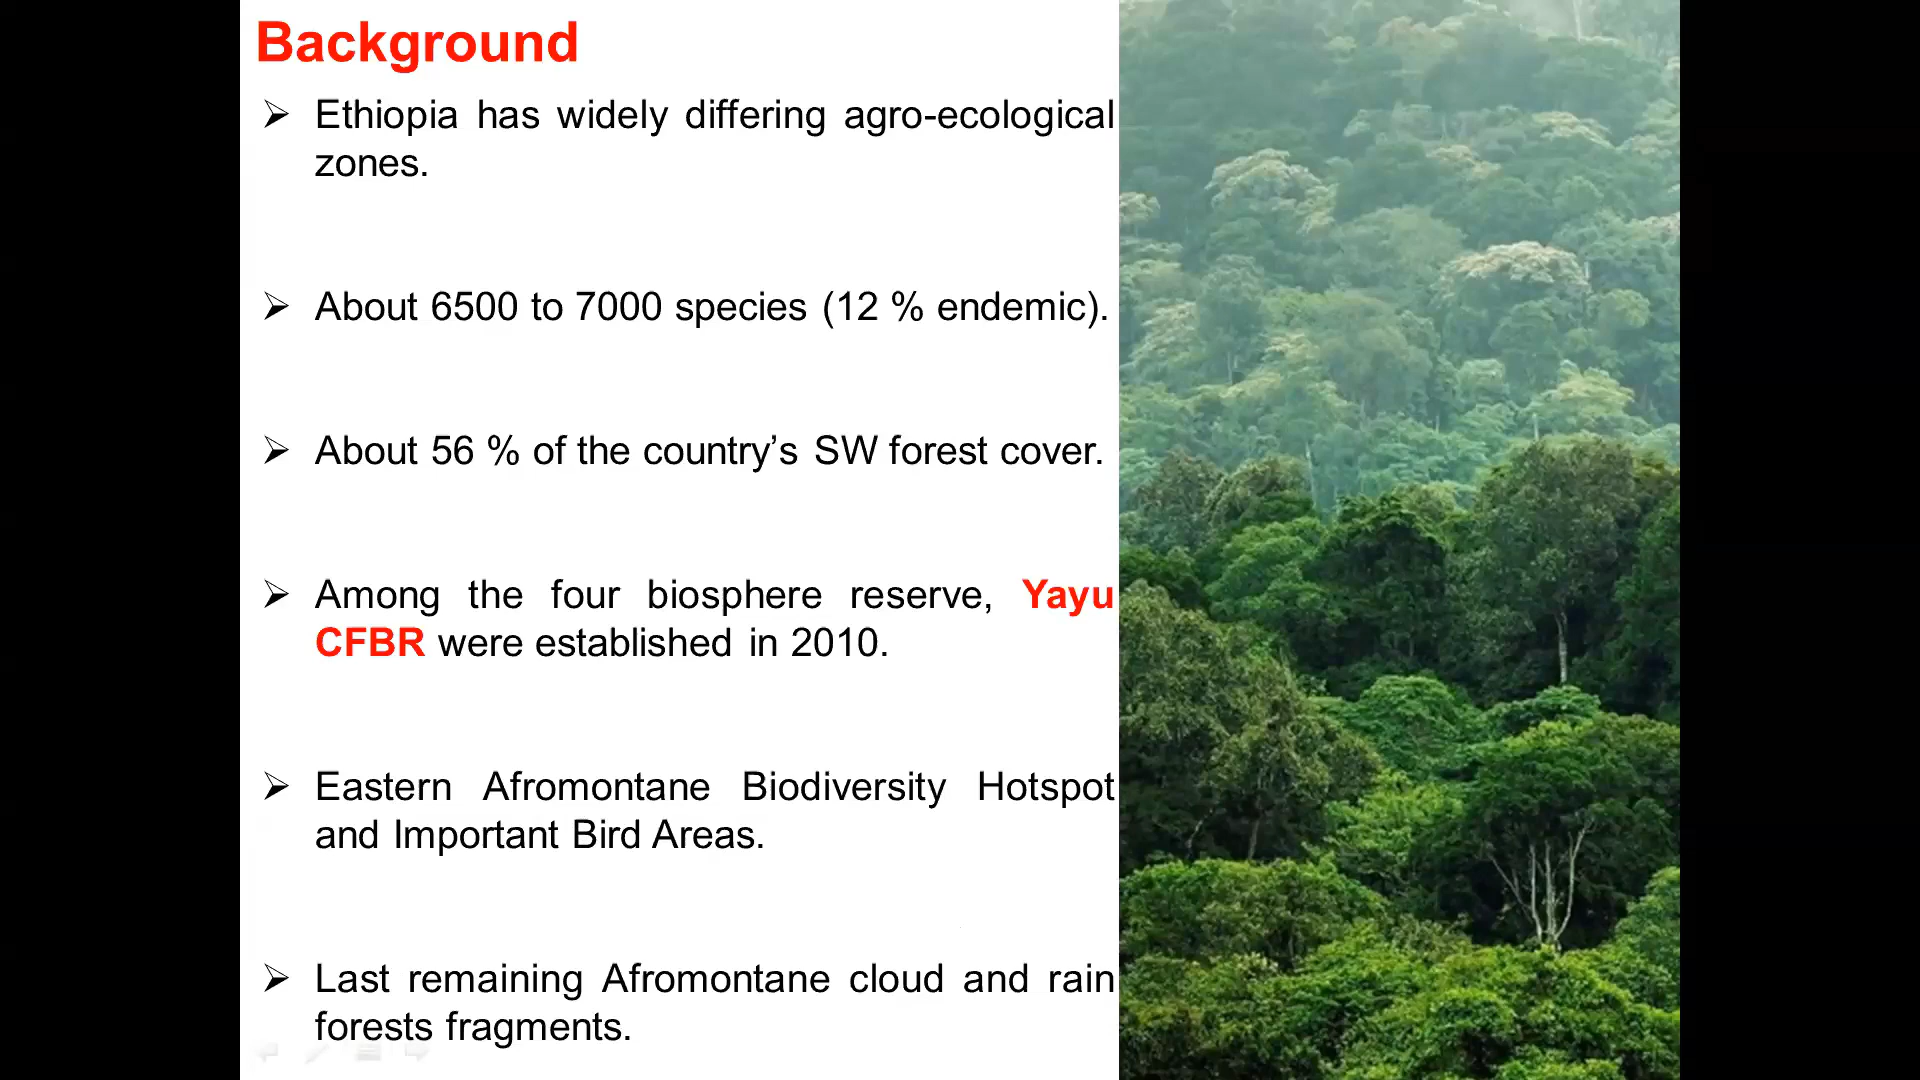 Background
➢ Ethiopia has widely differing agro-ecological
zones.
➢ About 6500 to 7000 species (12 % endemic).
➢ About 56 % of the country’s SW forest cover.
➢ Among the four biosphere reserve, Yayu
CFBR were established in 2010.
➢ Eastern Afromontane Biodiversity Hotspot
and Important Bird Areas.
➢ Last remaining Afromontane cloud and rain
forests fragments.